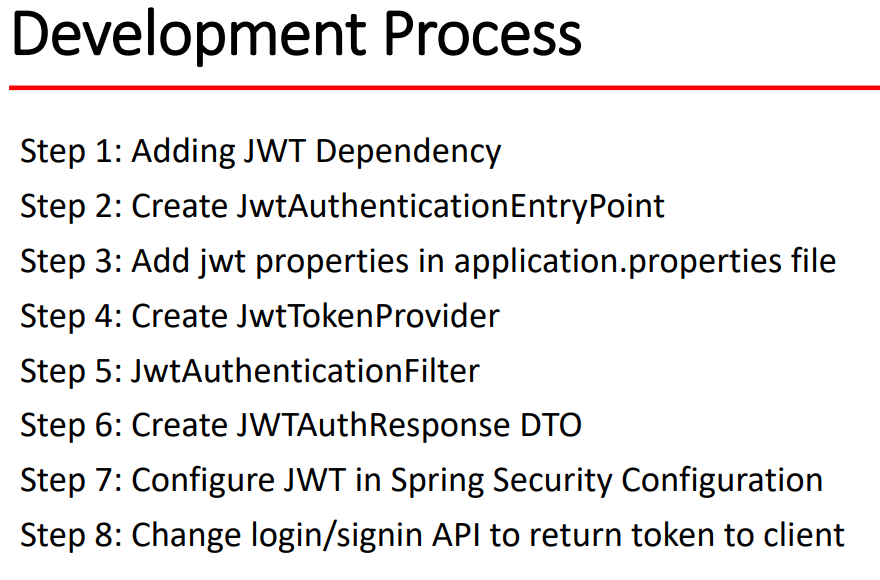 Development Process
Step 1: Adding JWT Dependency
Step 2: Create JwtAuthenticationEntryPoint
Step 3: Add jwt properties in application.properties file
Step 4: Create JwtTokenProvider
Step 5: JwtAuthenticationFilter
Step 6: Create JWTAuthResponse DTO
Step 7: Configure JWT in Spring Security Configuration
Step 8: Change login/signin API to return token to client